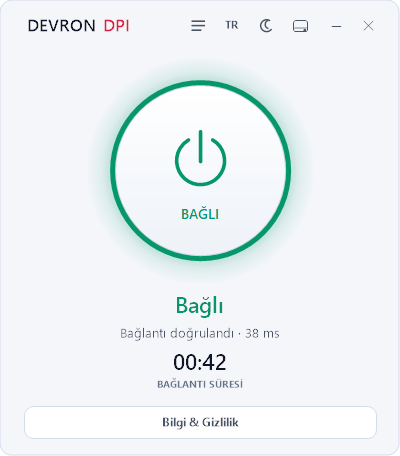 DEVRON DPI
TR
BAĞLI
Bağlı
Bağlantı doğrulandı · 38 ms
00:42
BAĞLANTI SÜRESİ
Bilgi & Gizlilik